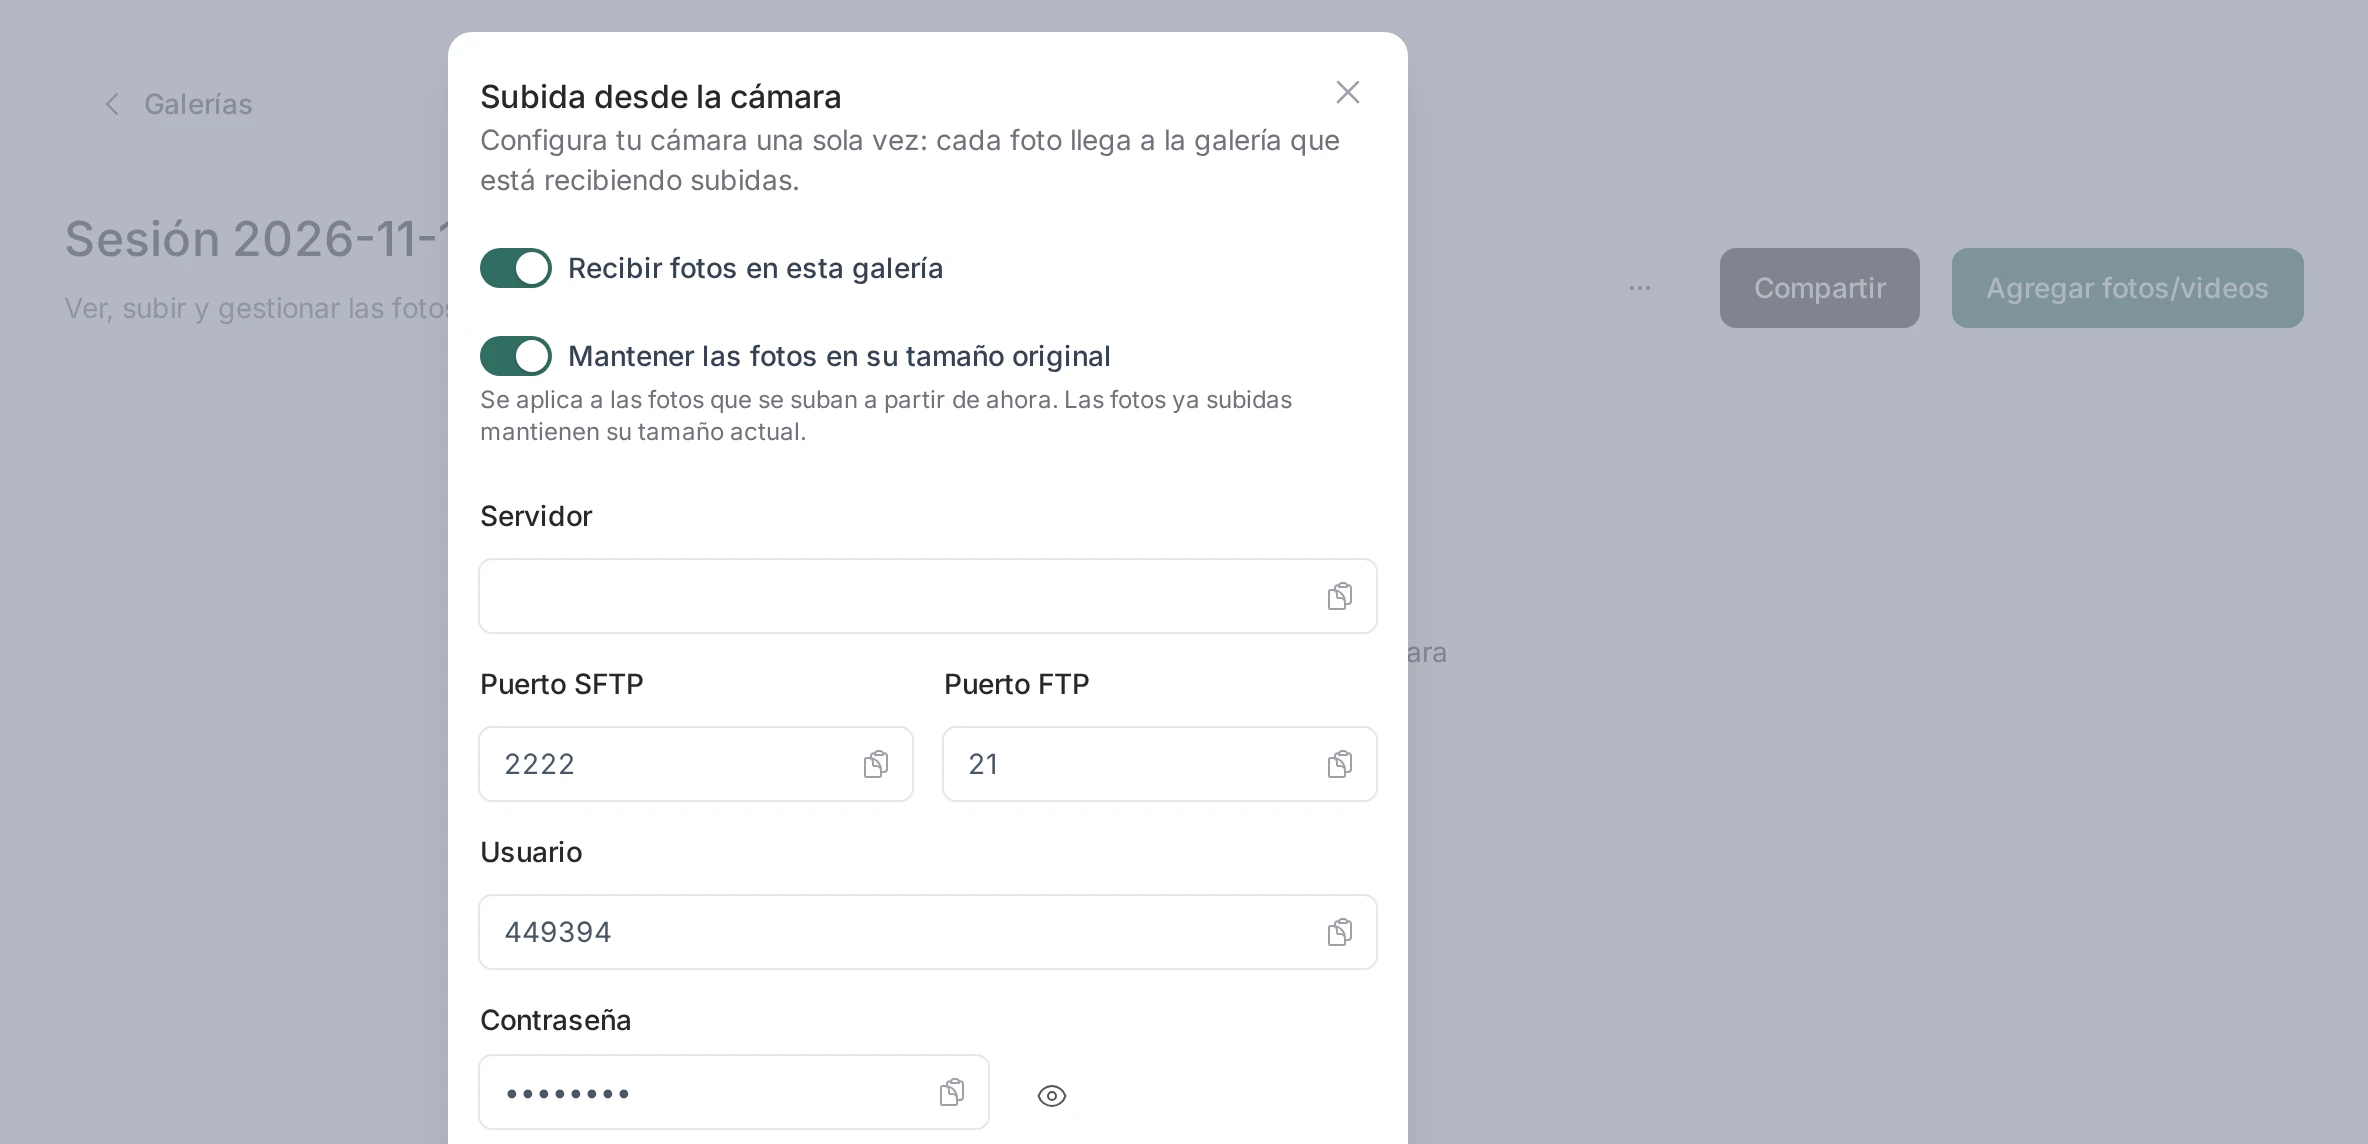 Galerías
Sesión 2026-11-
Ver, subir y gestionar las fotos
Compartir
Agregar fotos/videos
Subida desde la cámara
Configura tu cámara una sola vez: cada foto llega a la galería que
está recibiendo subidas.
Recibir fotos en esta galería
Mantener las fotos en su tamaño original
Se aplica a las fotos que se suban a partir de ahora. Las fotos ya subidas
mantienen su tamaño actual.
Servidor
Puerto SFTP
Puerto FTP
2222
21
Usuario
449394
Contraseña
••••••••
ara